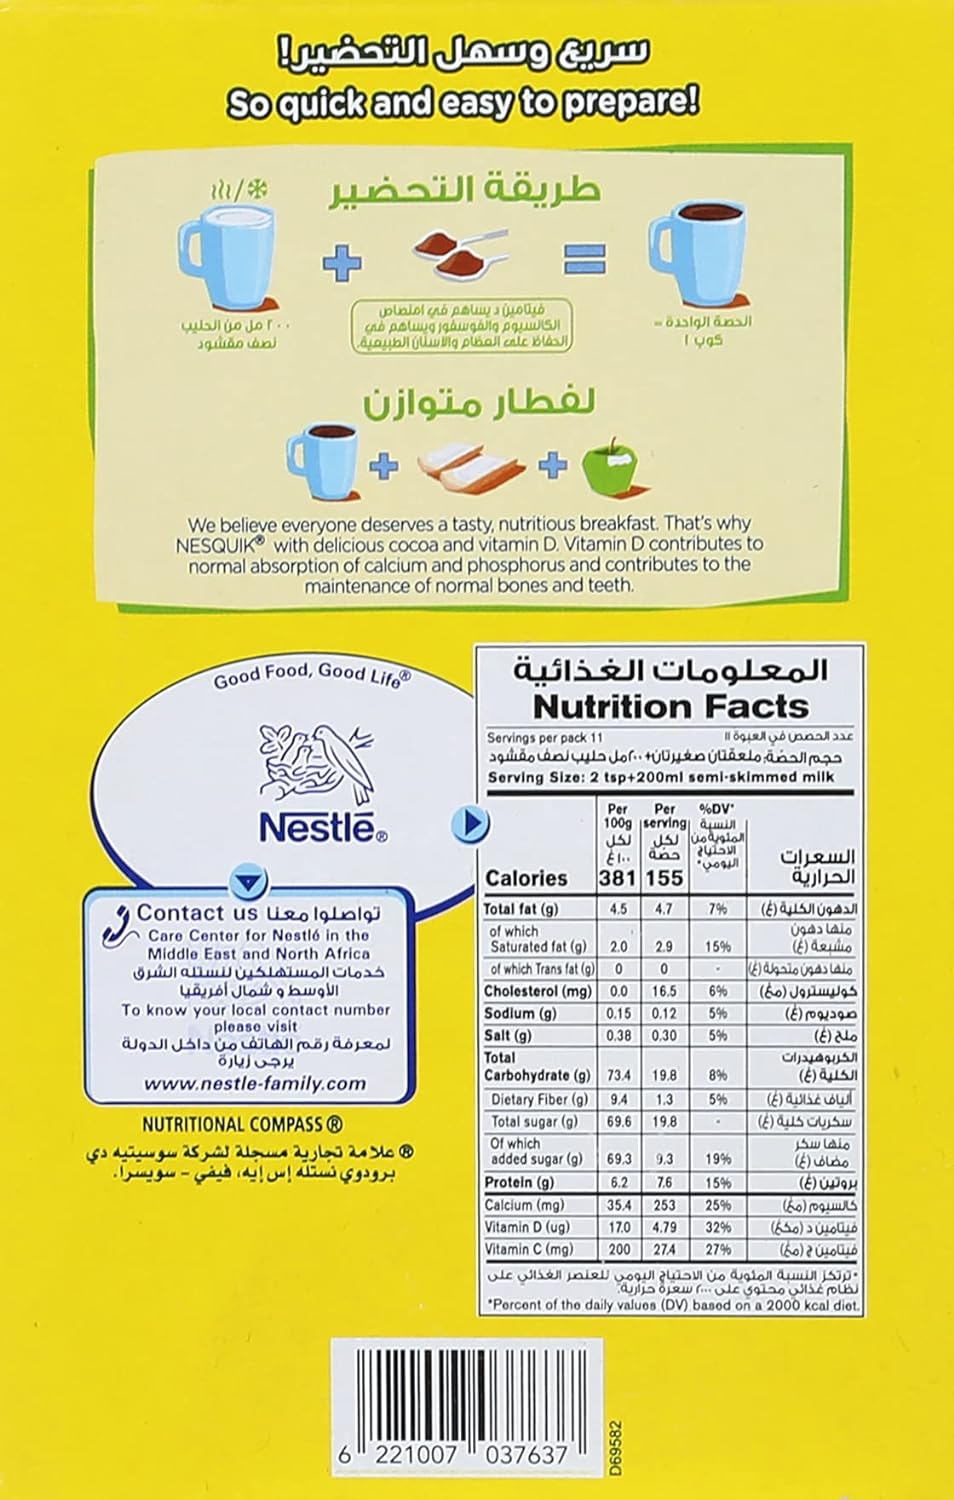 سريع وسهل التحضير!
So quick and easy to prepare!
طريقة التحضير
٢٠٠ مل من الحليب
نصف مقشود
فيتامين د يساهم في امتصاص
الكالسيوم والفوسفور ويساهم في
الحفاظ على العظام والأسنان الطبيعية.
الحصة الواحدة =
١ كوب
لفطار متوازن
We believe everyone deserves a tasty, nutritious breakfast. That's why
NESQUIK® with delicious cocoa and vitamin D. Vitamin D contributes to
normal absorption of calcium and phosphorus and contributes to the
maintenance of normal bones and teeth.
Good Food, Good Life®
Nestlé®
Contact us تواصلوا معنا
Care Center for Nestlé in the
Middle East and North Africa
خدمات المستهلكين لنستله الشرق
الأوسط و شمال أفريقيا
To know your local contact number
please visit
لمعرفة رقم الهاتف من داخل الدولة
يرجى زيارة
www.nestle-family.com
NUTRITIONAL COMPASS ®
® علامة تجارية مسجلة لشركة سوسيتيه دي
برودوي نستله إس إيه، فيفي - سويسرا.
المعلومات الغذائية
Nutrition Facts
Servings per pack 11 عدد الحصص في العبوة ١١
حجم الحصة: ملعقتان صغيرتان+٢٠٠مل حليب نصف مقشود
Serving Size: 2 tsp+200ml semi-skimmed milk
Per 100g لكل ١٠٠غ Per serving لكل حصة %DV* النسبة المئوية من الاحتياج اليومي*
Calories 381 155 السعرات الحرارية
Total fat (g) 4.5 4.7 7% الدهون الكلية (غ)
of which Saturated fat (g) 2.0 2.9 15% منها دهون مشبعة (غ)
of which Trans fat (g) 0 0 - منها دهون متحولة (غ)
Cholesterol (mg) 0.0 16.5 6% كوليسترول (مغ)
Sodium (g) 0.15 0.12 5% صوديوم (غ)
Salt (g) 0.38 0.30 5% ملح (غ)
Total Carbohydrate (g) 73.4 19.8 8% الكربوهيدرات الكلية (غ)
Dietary Fiber (g) 9.4 1.3 5% ألياف غذائية (غ)
Total sugar (g) 69.6 19.8 - سكريات كلية (غ)
Of which added sugar (g) 69.3 9.3 19% منها سكر مضاف (غ)
Protein (g) 6.2 7.6 15% بروتين (غ)
Calcium (mg) 35.4 253 25% كالسيوم (مغ)
Vitamin D (ug) 17.0 4.79 32% فيتامين د (مكغ)
Vitamin C (mg) 200 27.4 27% فيتامين ج (مغ)
*ترتكز النسبة المئوية من الاحتياج اليومي للعنصر الغذائي على
نظام غذائي محتوي على ٢٠٠٠ سعرة حرارية.
*Percent of the daily values (DV) based on a 2000 kcal diet.
6 221007 037637
D69582